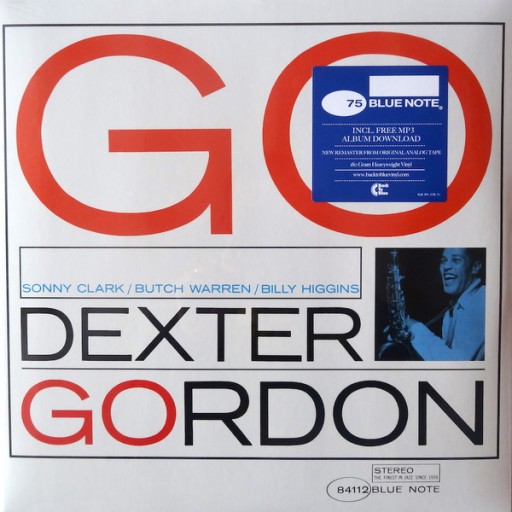 GO
75 BLUE NOTE®
INCL. FREE MP3
ALBUM DOWNLOAD
NEW REMASTER FROM ORIGINAL ANALOG TAPE
180 Gram Heavyweight Vinyl
www.backtobluevinyl.com
SONNY CLARK/BUTCH WARREN/BILLY HIGGINS
DEXTER
GORDON
STEREO
THE FINEST IN JAZZ SINCE 1939
84112 BLUE NOTE